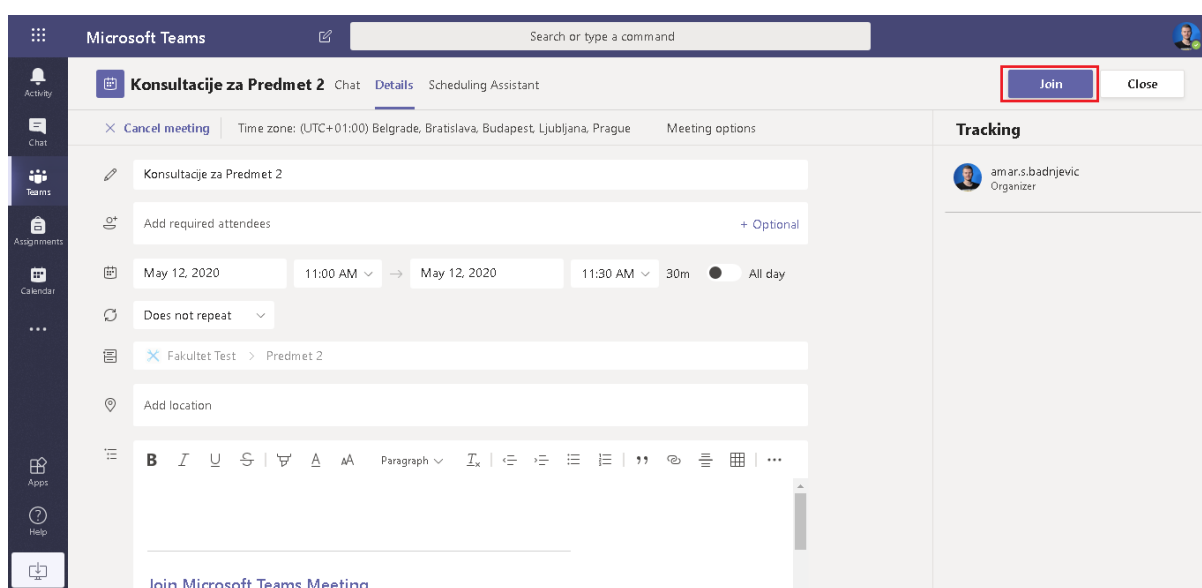 Microsoft Teams
Search or type a command
Activity
Chat
Teams
Assignments
Calendar
Apps
Help
Konsultacije za Predmet 2 Chat Details Scheduling Assistant
Join
Close
Cancel meeting Time zone: (UTC+01:00) Belgrade, Bratislava, Budapest, Ljubljana, Prague Meeting options
Konsultacije za Predmet 2
Add required attendees + Optional
May 12, 2020 11:00 AM → May 12, 2020 11:30 AM 30m All day
Does not repeat
Fakultet Test > Predmet 2
Add location
B I U S A AA Paragraph Tx
Join Microsoft Teams Meeting
Tracking
amar.s.badnjevic
Organizer